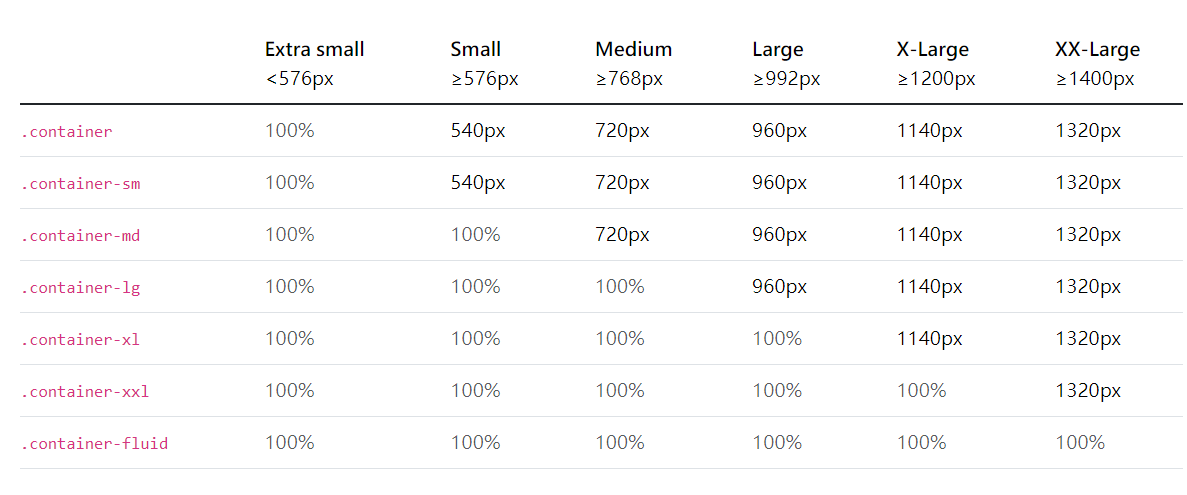 Extra small Small Medium Large X-Large XX-Large
<576px ≥576px ≥768px ≥992px ≥1200px ≥1400px
.container 100% 540px 720px 960px 1140px 1320px
.container-sm 100% 540px 720px 960px 1140px 1320px
.container-md 100% 100% 720px 960px 1140px 1320px
.container-lg 100% 100% 100% 960px 1140px 1320px
.container-xl 100% 100% 100% 100% 1140px 1320px
.container-xxl 100% 100% 100% 100% 100% 1320px
.container-fluid 100% 100% 100% 100% 100% 100%